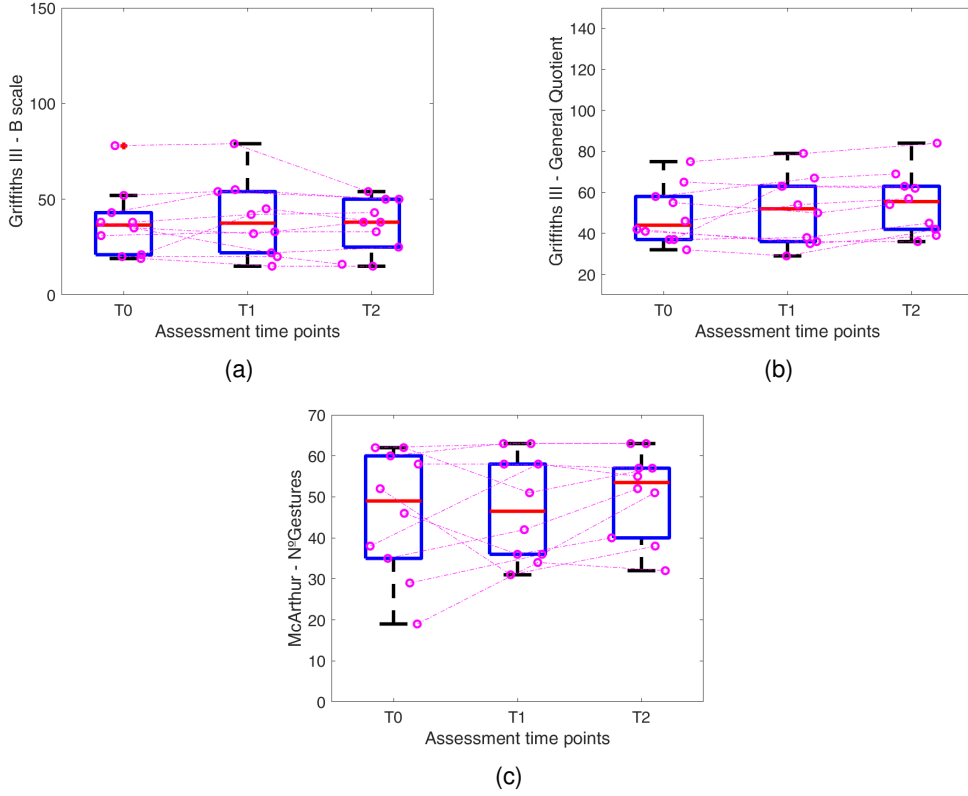 150
100
50
0
Griffiths III - B scale
T0 T1 T2
Assessment time points
(a)
140
120
100
80
60
40
20
Griffiths III - General Quotient
T0 T1 T2
Assessment time points
(b)
70
60
50
40
30
20
10
0
McArthur - NºGestures
T0 T1 T2
Assessment time points
(c)